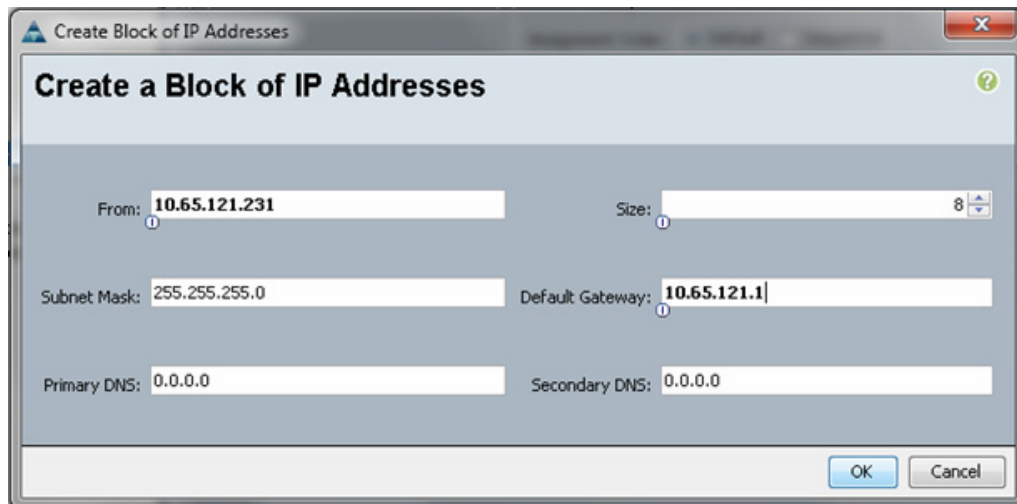 Create Block of IP Addresses
Create a Block of IP Addresses
From: 10.65.121.231 Size: 8
Subnet Mask: 255.255.255.0 Default Gateway: 10.65.121.1
Primary DNS: 0.0.0.0 Secondary DNS: 0.0.0.0
OK Cancel